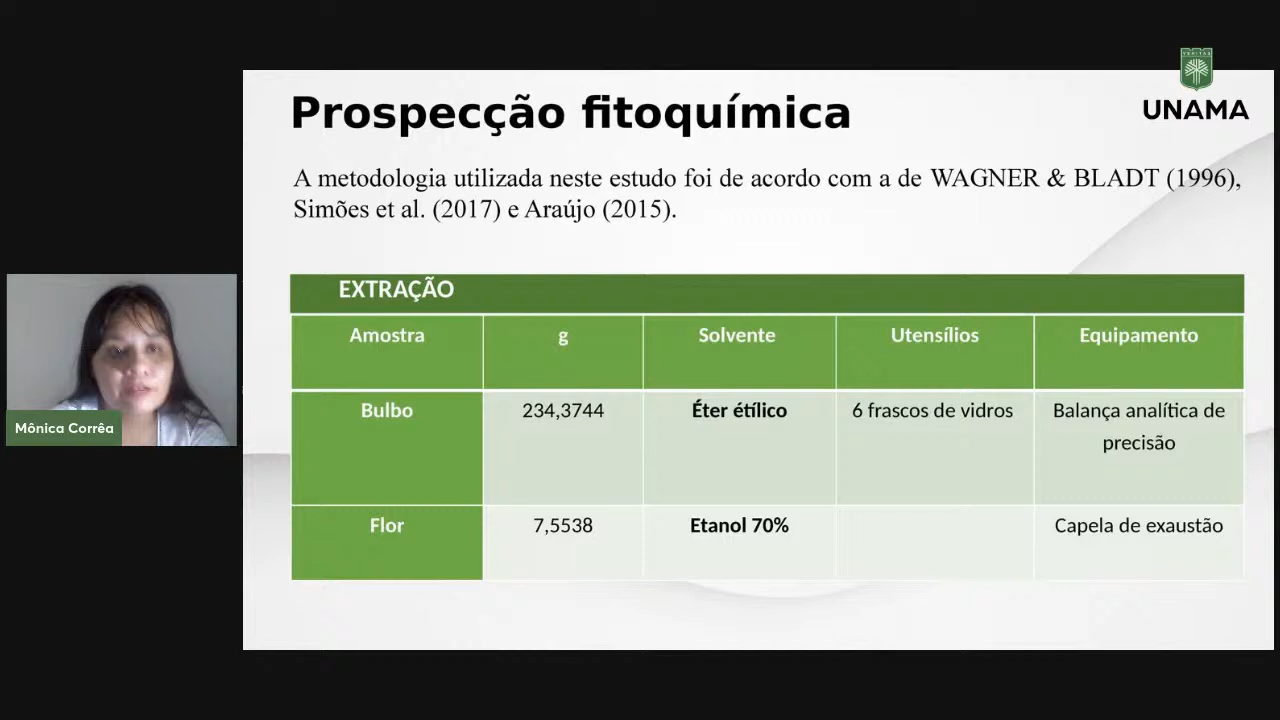 VERITAS
UNAMA
Prospecção fitoquímica
A metodologia utilizada neste estudo foi de acordo com a de WAGNER & BLADT (1996),
Simões et al. (2017) e Araújo (2015).
EXTRAÇÃO
Amostra g Solvente Utensílios Equipamento
Bulbo 234,3744 Éter étílico 6 frascos de vidros Balança analítica de
precisão
Flor 7,5538 Etanol 70% Capela de exaustão
Mônica Corrêa